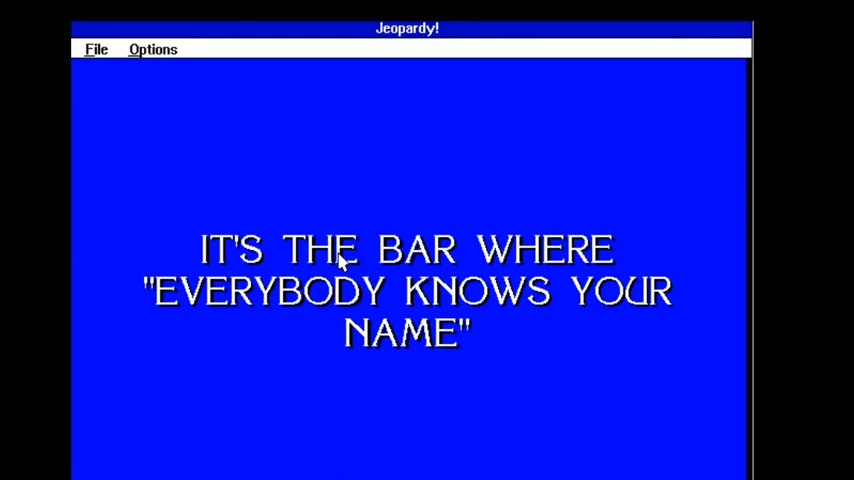 Jeopardy!
File Options
IT'S THE BAR WHERE
"EVERYBODY KNOWS YOUR
NAME"